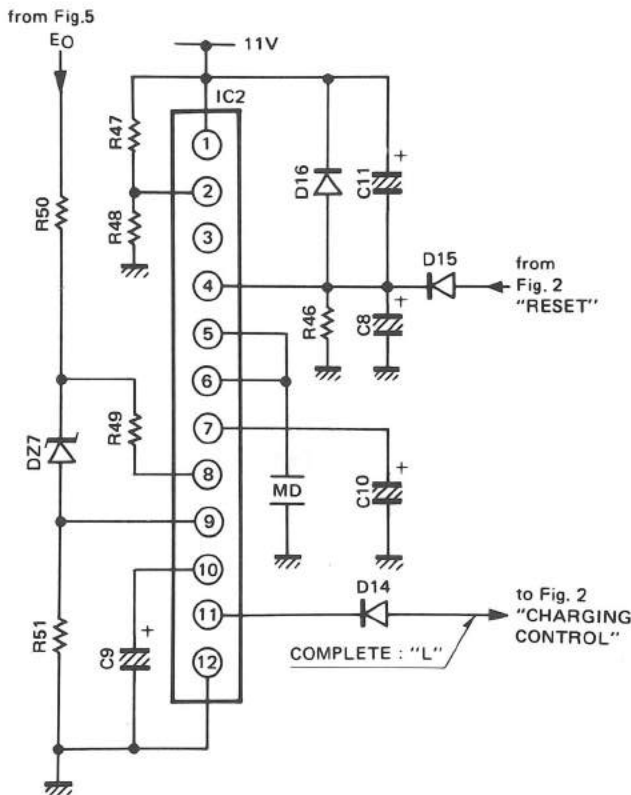 from Fig.5
EO
11V
IC2
R47
1
D16
C11
+
2
R50
R48
3
D15
from
Fig. 2
"RESET"
4
R46
C8
+
5
6
R49
7
DZ7
8
MD
C10
+
9
10
D14
to Fig. 2
"CHARGING
CONTROL"
11
R51
C9
+
COMPLETE : "L"
12